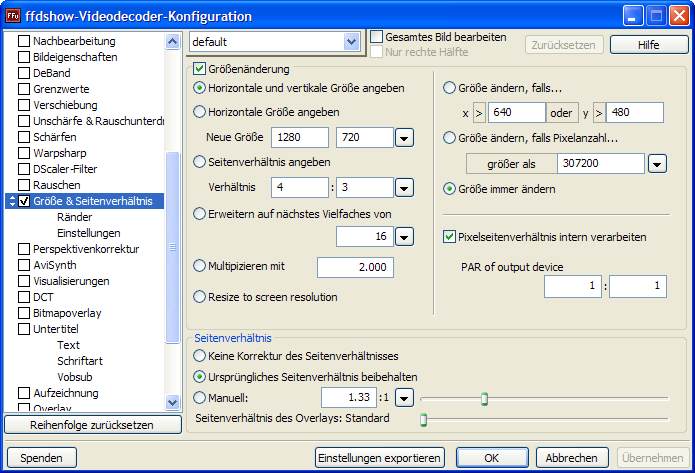 ffdshow-Videodecoder-Konfiguration
Nachbearbeitung
Bildeigenschaften
DeBand
Grenzwerte
Verschiebung
Unschärfe & Rauschunterdr
Schärfen
Warpsharp
DScaler-Filter
Rauschen
Größe & Seitenverhältnis
Ränder
Einstellungen
Perspektivenkorrektur
AviSynth
Visualisierungen
DCT
Bitmapoverlay
Untertitel
Text
Schriftart
Vobsub
Aufzeichnung
Overlay
Reihenfolge zurücksetzen
default
Gesamtes Bild bearbeiten
Nur rechte Hälfte
Zurücksetzen
Hilfe
Größenänderung
Horizontale und vertikale Größe angeben
Horizontale Größe angeben
Neue Größe 1280 720
Seitenverhältnis angeben
Verhältnis 4 : 3
Erweitern auf nächstes Vielfaches von
16
Multipizieren mit 2.000
Resize to screen resolution
Größe ändern, falls...
x > 640 oder y > 480
Größe ändern, falls Pixelanzahl...
größer als 307200
Größe immer ändern
Pixelseitenverhältnis intern verarbeiten
PAR of output device
1 : 1
Seitenverhältnis
Keine Korrektur des Seitenverhältnisses
Ursprüngliches Seitenverhältnis beibehalten
Manuell: 1.33 :1
Seitenverhältnis des Overlays: Standard
Spenden
Einstellungen exportieren
OK
Abbrechen
Übernehmen